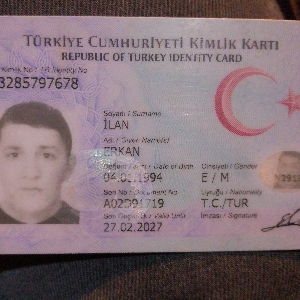 TÜRKİYE CUMHURİYETİ KİMLİK KARTI
REPUBLIC OF TURKEY IDENTITY CARD
Kimlik No / TR Identity No
3285797678
Soyadı / Surname
İLAN
Adı / Given Name(s)
ERKAN
Doğum Tarihi / Date of Birth Cinsiyeti / Gender
04.01.1994 E / M
Seri No / Document No Uyruğu / Nationality
T.C./TUR
Son Geçerlilik / Valid Until İmzası / Signature
27.02.2027